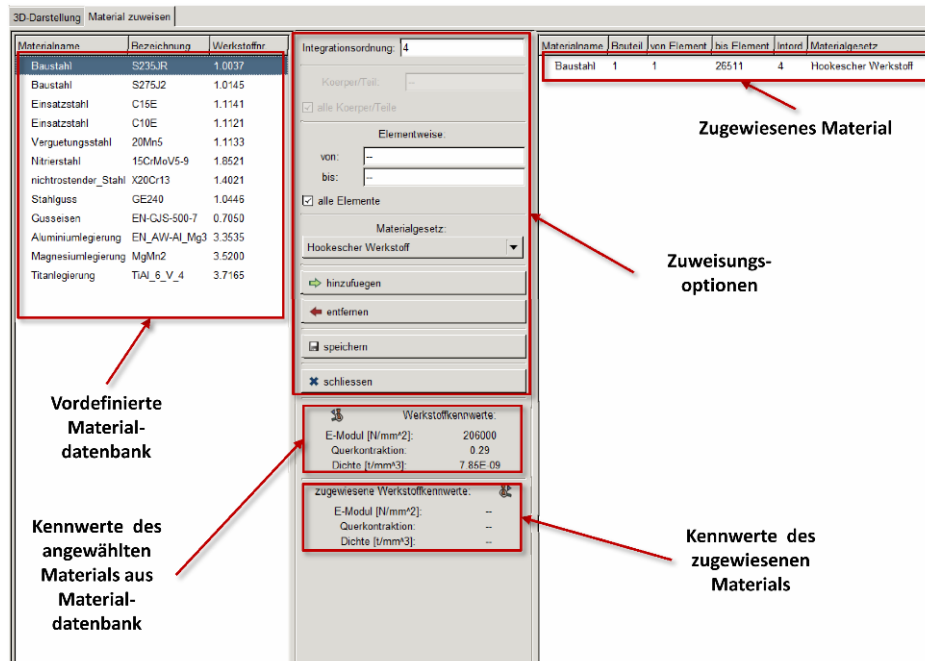 3D-Darstellung Material zuweisen
Materialname Bezeichnung Werkstoffnr
Baustahl S235JR 1.0037
Baustahl S275J2 1.0145
Einsatzstahl C15E 1.1141
Einsatzstahl C10E 1.1121
Verguetungsstahl 20Mn5 1.1133
Nitrierstahl 15CrMoV5-9 1.8521
nichtrostender_Stahl X20Cr13 1.4021
Stahlguss GE240 1.0446
Gusseisen EN-GJS-500-7 0.7050
Aluminiumlegierung EN_AW-Al_Mg3 3.3535
Magnesiumlegierung MgMn2 3.5200
Titanlegierung TiAl_6_V_4 3.7165
Vordefinierte
Material-
datenbank
Kennwerte des
angewählten
Materials aus
Material-
datenbank
Integrationsordnung: 4
Koerper/Teil: --
alle Koerper/Teile
Elementweise:
von: --
bis: --
alle Elemente
Materialgesetz:
Hookescher Werkstoff
hinzufuegen
entfernen
speichern
schliessen
Werkstoffkennwerte:
E-Modul [N/mm^2]: 206000
Querkontraktion: 0.29
Dichte [t/mm^3]: 7.85E-09
zugewiesene Werkstoffkennwerte:
E-Modul [N/mm^2]: --
Querkontraktion: --
Dichte [t/mm^3]: --
Materialname Bauteil von Element bis Element Intord Materialgesetz
Baustahl 1 1 26511 4 Hookescher Werkstoff
Zugewiesenes Material
Zuweisungs-
optionen
Kennwerte des
zugewiesenen
Materials